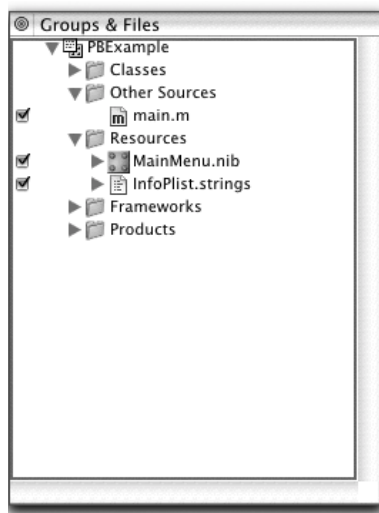 Groups & Files
PBExample
Classes
Other Sources
main.m
Resources
MainMenu.nib
InfoPlist.strings
Frameworks
Products